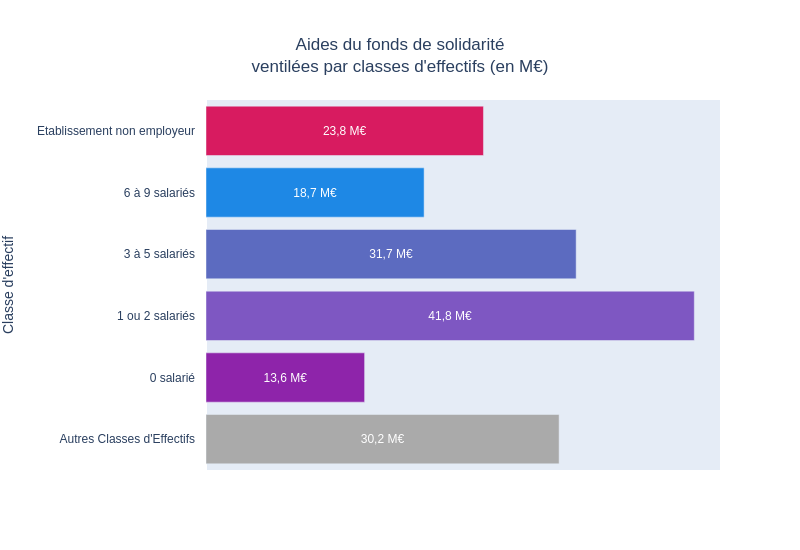 Aides du fonds de solidarité
ventilées par classes d'effectifs (en M€)
Classe d'effectif
Etablissement non employeur
23,8 M€
6 à 9 salariés
18,7 M€
3 à 5 salariés
31,7 M€
1 ou 2 salariés
41,8 M€
0 salarié
13,6 M€
Autres Classes d'Effectifs
30,2 M€